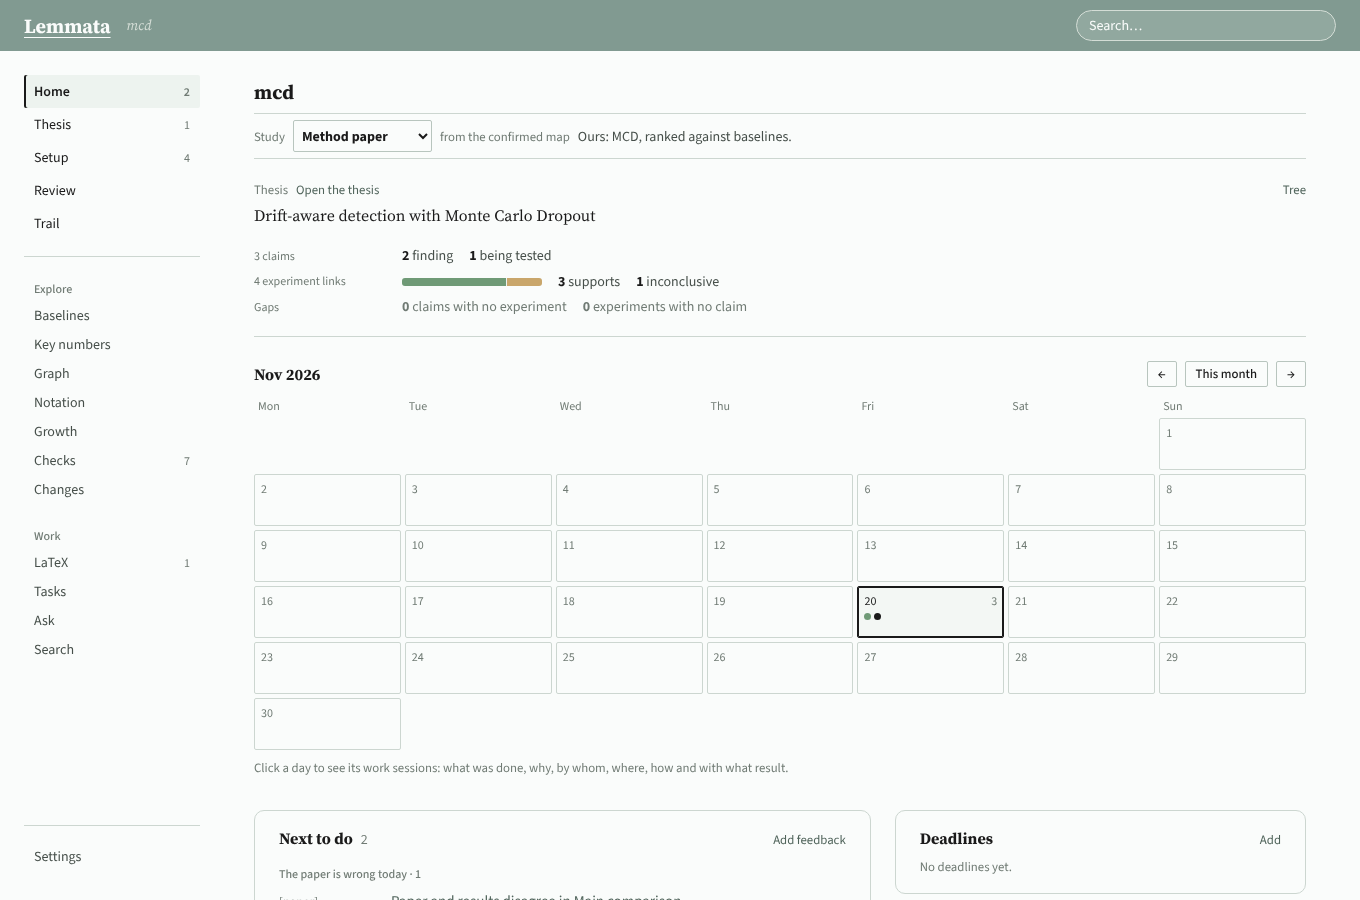 Lemmata mcd Search…
Home 2
Thesis 1
Setup 4
Review
Trail
Explore
Baselines
Key numbers
Graph
Notation
Growth
Checks 7
Changes
Work
LaTeX 1
Tasks
Ask
Search
Settings
mcd
Study Method paper from the confirmed map Ours: MCD, ranked against baselines.
Thesis Open the thesis Tree
Drift-aware detection with Monte Carlo Dropout
3 claims 2 finding 1 being tested
4 experiment links 3 supports 1 inconclusive
Gaps 0 claims with no experiment 0 experiments with no claim
Nov 2026 ← This month →
Mon Tue Wed Thu Fri Sat Sun
1
2 3 4 5 6 7 8
9 10 11 12 13 14 15
16 17 18 19 20 3 21 22
23 24 25 26 27 28 29
30
Click a day to see its work sessions: what was done, why, by whom, where, how and with what result.
Next to do 2 Add feedback
The paper is wrong today · 1
Paper and results disagree in Main comparison
Deadlines Add
No deadlines yet.